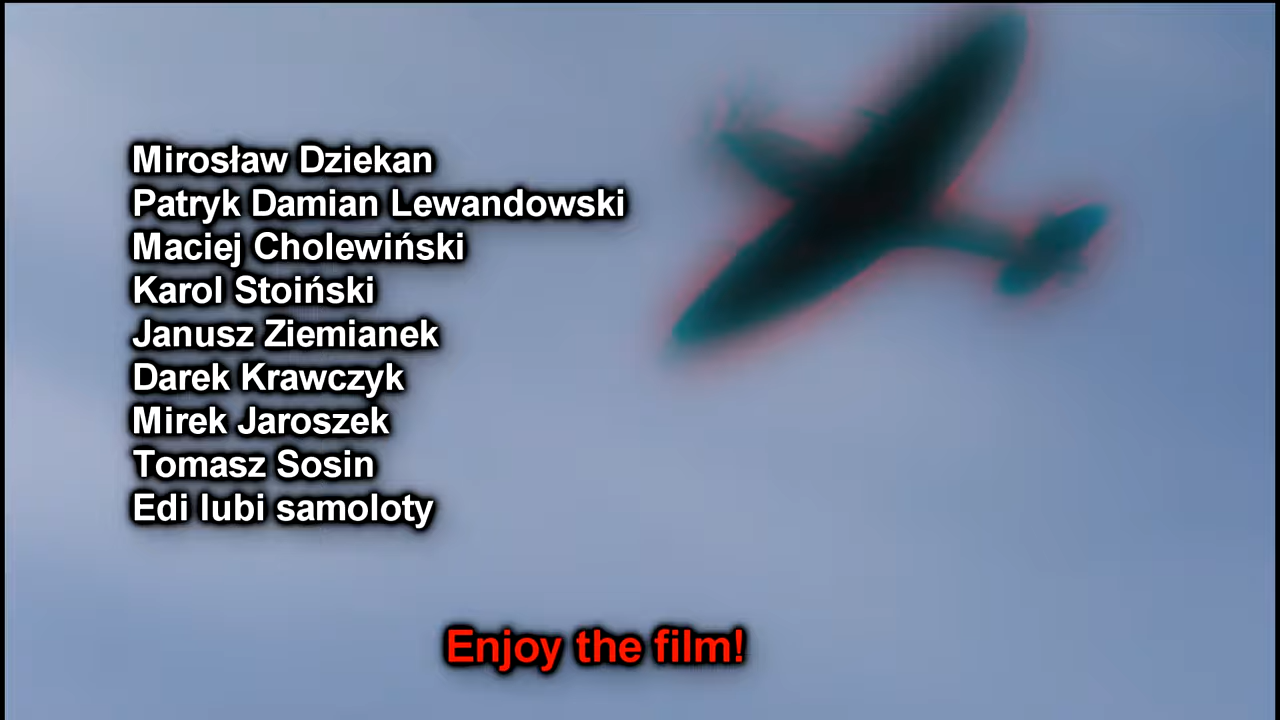 Mirosław Dziekan
Patryk Damian Lewandowski
Maciej Cholewiński
Karol Stoiński
Janusz Ziemianek
Darek Krawczyk
Mirek Jaroszek
Tomasz Sosin
Edi lubi samoloty
Enjoy the film!